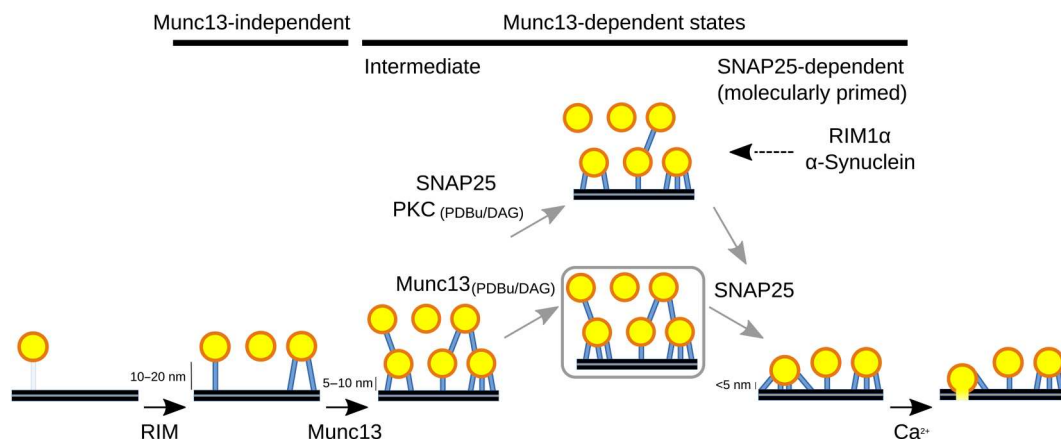 Munc13-independent
Munc13-dependent states
Intermediate
SNAP25-dependent
(molecularly primed)
RIM1α
α-Synuclein
SNAP25
PKC (PDBu/DAG)
Munc13(PDBu/DAG)
SNAP25
10–20 nm
5–10 nm
<5 nm
RIM
Munc13
Ca²⁺